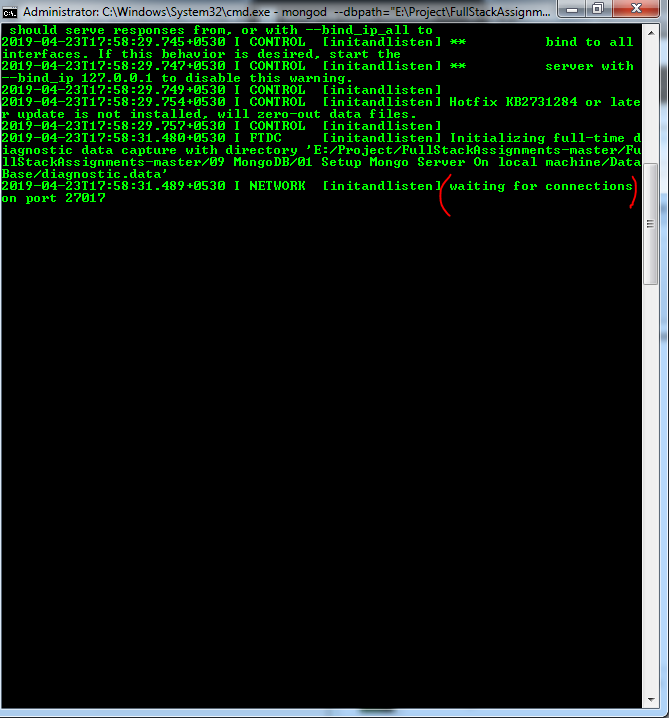 Administrator: C:\Windows\System32\cmd.exe - mongod  --dbpath="E:\Project\FullStackAssignm...
 should serve responses from, or with --bind_ip_all to
2019-04-23T17:58:29.745+0530 I CONTROL  [initandlisten] **          bind to all
interfaces. If this behavior is desired, start the
2019-04-23T17:58:29.747+0530 I CONTROL  [initandlisten] **          server with
--bind_ip 127.0.0.1 to disable this warning.
2019-04-23T17:58:29.749+0530 I CONTROL  [initandlisten]
2019-04-23T17:58:29.754+0530 I CONTROL  [initandlisten] Hotfix KB2731284 or late
r update is not installed, will zero-out data files.
2019-04-23T17:58:29.757+0530 I CONTROL  [initandlisten]
2019-04-23T17:58:31.480+0530 I FTDC     [initandlisten] Initializing full-time d
iagnostic data capture with directory 'E:/Project/FullStackAssignments-master/Fu
llStackAssignments-master/09 MongoDB/01 Setup Mongo Server On local machine/Data
Base/diagnostic.data'
2019-04-23T17:58:31.489+0530 I NETWORK  [initandlisten] waiting for connections
on port 27017